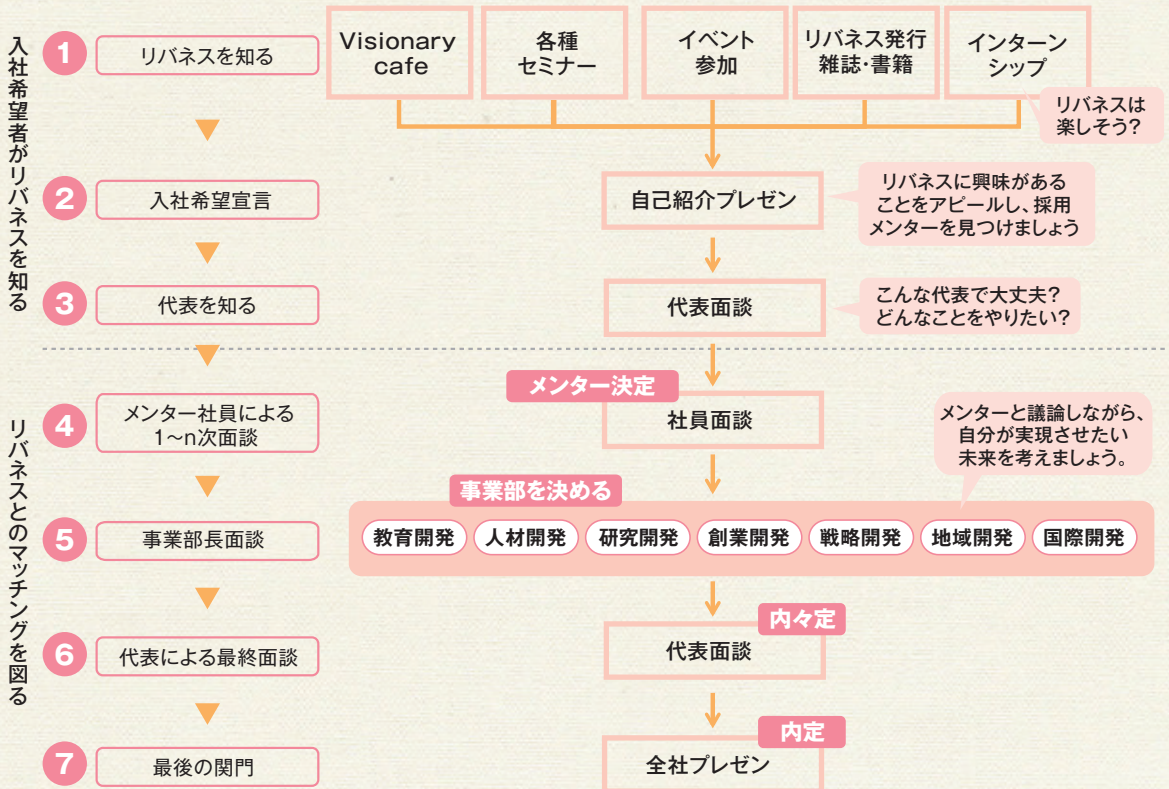 入社希望者がリバネスを知る
1
リバネスを知る
Visionary
cafe
各種
セミナー
イベント
参加
リバネス発行
雑誌・書籍
インターン
シップ
リバネスは
楽しそう?
2
入社希望宣言
自己紹介プレゼン
リバネスに興味がある
ことをアピールし、採用
メンターを見つけましょう
3
代表を知る
代表面談
こんな代表で大丈夫?
どんなことをやりたい?
リバネスとのマッチングを図る
4
メンター社員による
1~n次面談
メンター決定
社員面談
メンターと議論しながら、
自分が実現させたい
未来を考えましょう。
5
事業部長面談
事業部を決める
教育開発 人材開発 研究開発 創業開発 戦略開発 地域開発 国際開発
6
代表による最終面談
内々定
代表面談
7
最後の関門
内定
全社プレゼン